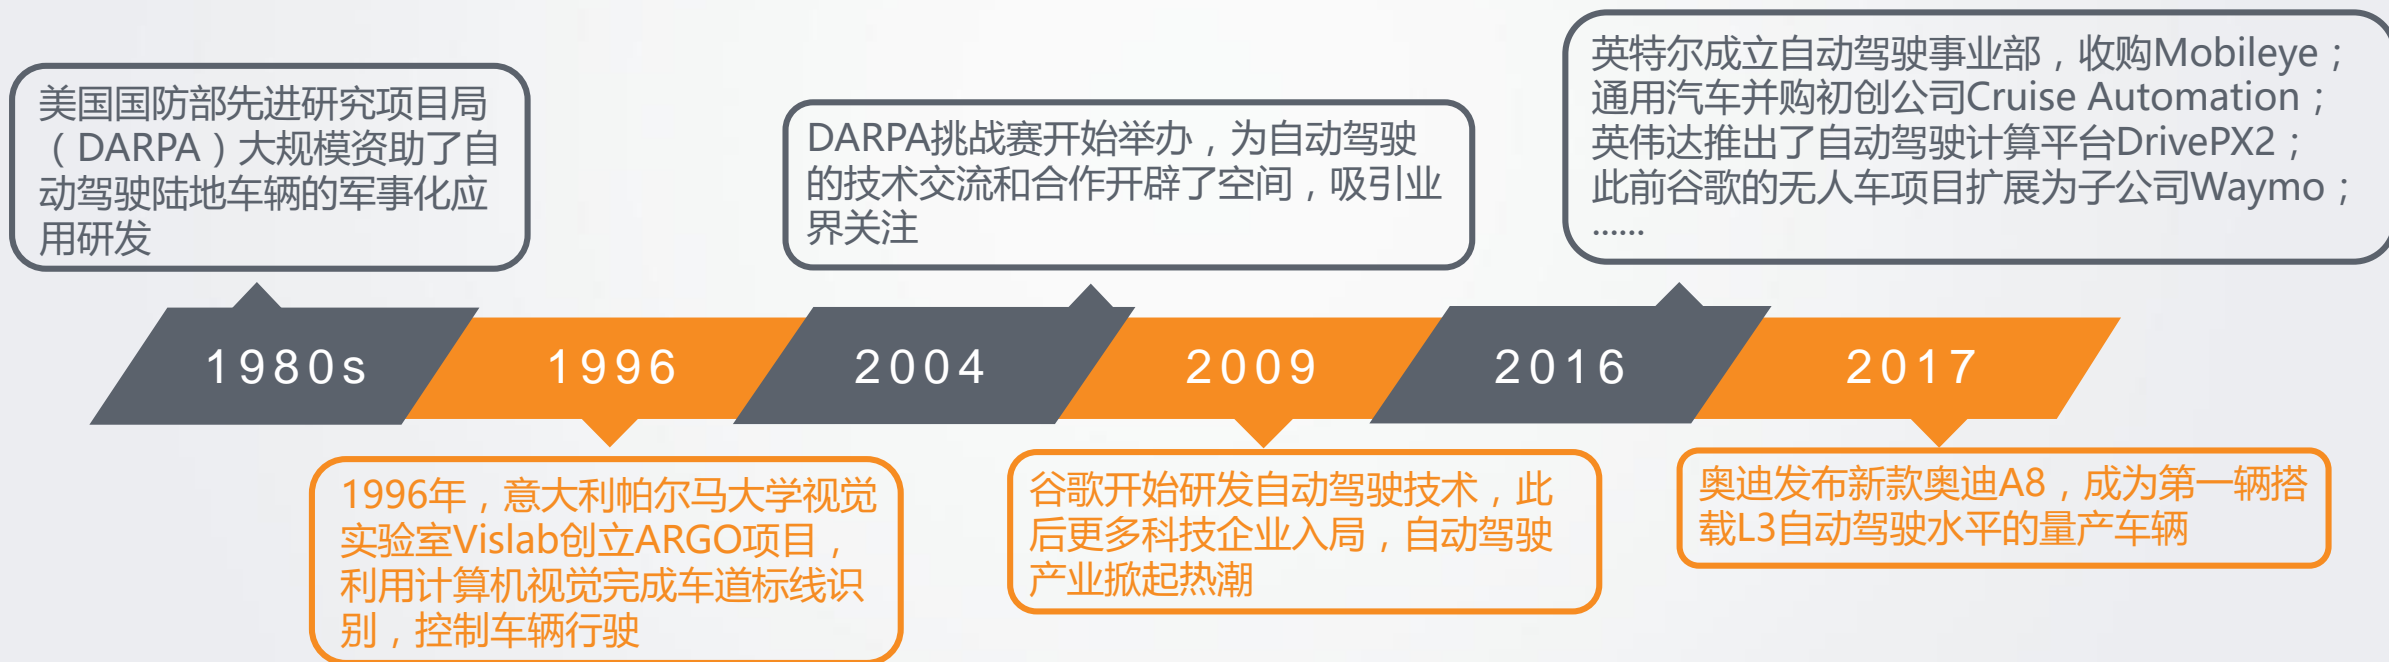 美国国防部先进研究项目局
（DARPA）大规模资助了自
动驾驶陆地车辆的军事化应
用研发
DARPA挑战赛开始举办，为自动驾驶
的技术交流和合作开辟了空间，吸引业
界关注
英特尔成立自动驾驶事业部，收购Mobileye；
通用汽车并购初创公司Cruise Automation；
英伟达推出了自动驾驶计算平台DrivePX2；
此前谷歌的无人车项目扩展为子公司Waymo；
......
1980s
1996
2004
2009
2016
2017
1996年，意大利帕尔马大学视觉
实验室Vislab创立ARGO项目，
利用计算机视觉完成车道标线识
别，控制车辆行驶
谷歌开始研发自动驾驶技术，此
后更多科技企业入局，自动驾驶
产业掀起热潮
奥迪发布新款奥迪A8，成为第一辆搭
载L3自动驾驶水平的量产车辆